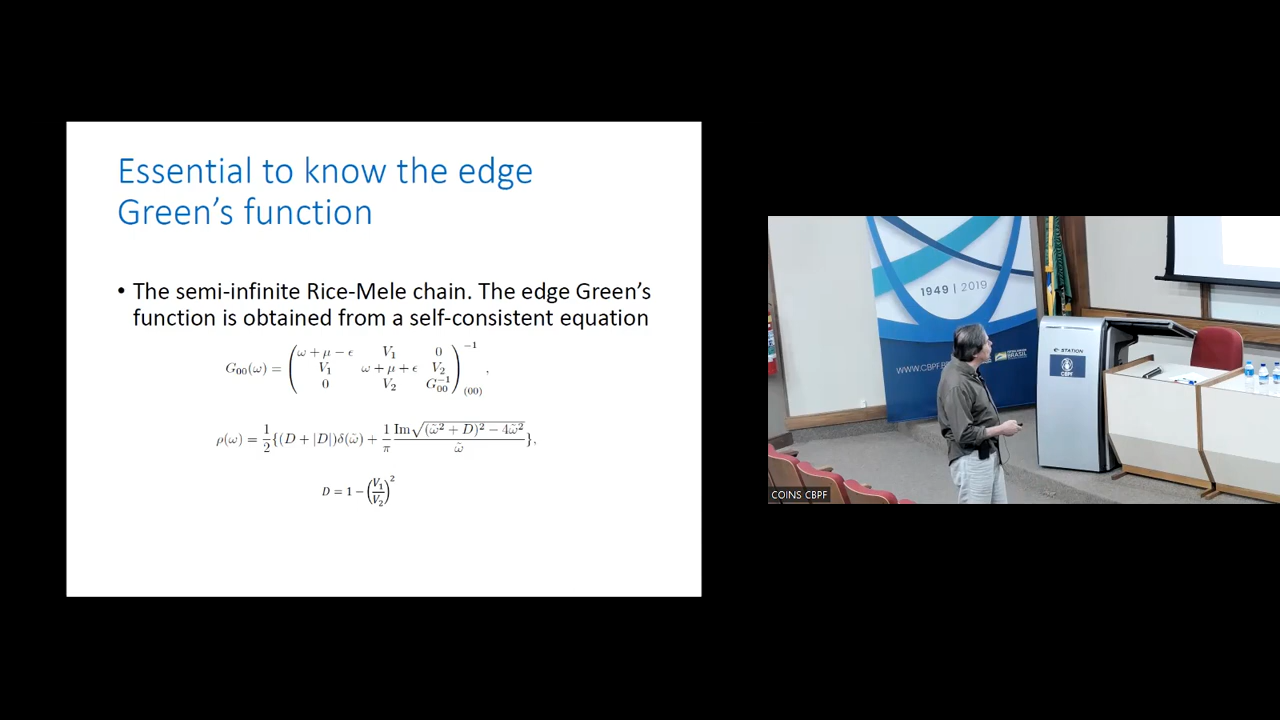 Essential to know the edge
Green's function
• The semi-infinite Rice-Mele chain. The edge Green's
function is obtained from a self-consistent equation
G₀₀(ω) = ( ω + μ − ϵ V₁ 0
V₁ ω + μ + ϵ V₂
0 V₂ G₀₀⁻¹ )⁻¹₍₀₀₎ ,
ρ(ω) = 1/2 {(D + |D|)δ(ω̃) + 1/π Im√((ω̃² + D)² − 4ω̃²) / ω̃ },
D = 1 − (V₁/V₂)²
1949 | 2019
WWW.CBPF
BRASIL
e-STATION
CBPF
COINS CBPF